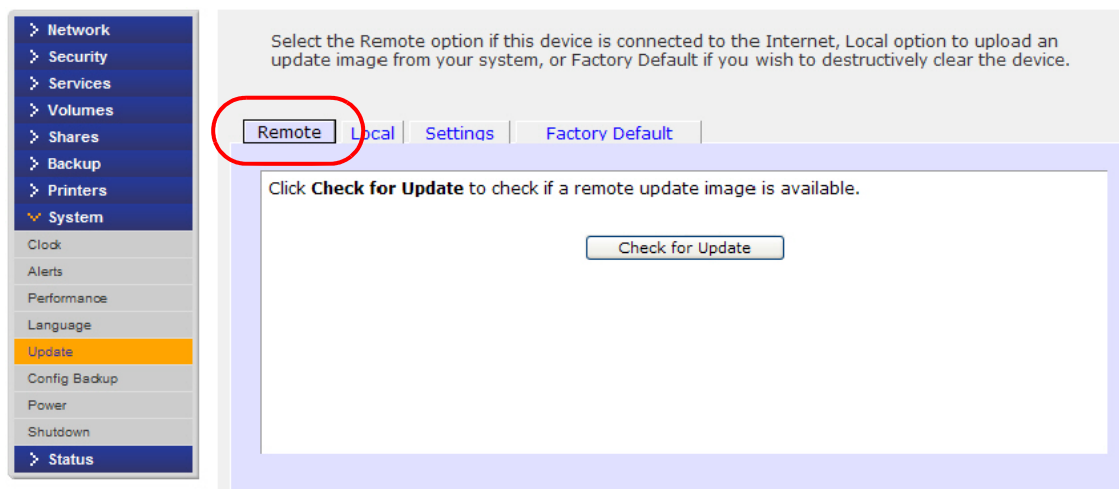 Network
Security
Services
Volumes
Shares
Backup
Printers
System
Clock
Alerts
Performance
Language
Update
Config Backup
Power
Shutdown
Status
Select the Remote option if this device is connected to the Internet, Local option to upload an
update image from your system, or Factory Default if you wish to destructively clear the device.
Remote Local Settings Factory Default
Click Check for Update to check if a remote update image is available.
Check for Update